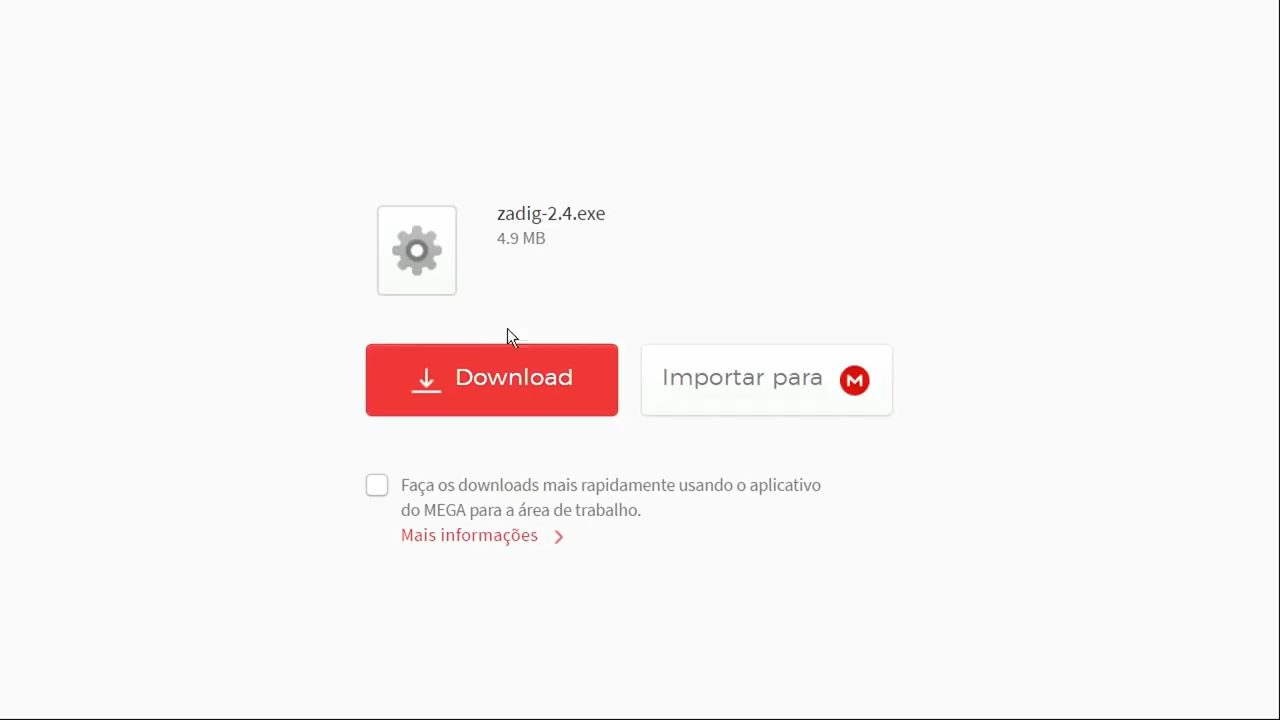 zadig-2.4.exe
4.9 MB
Download
Importar para M
Faça os downloads mais rapidamente usando o aplicativo
do MEGA para a área de trabalho.
Mais informações